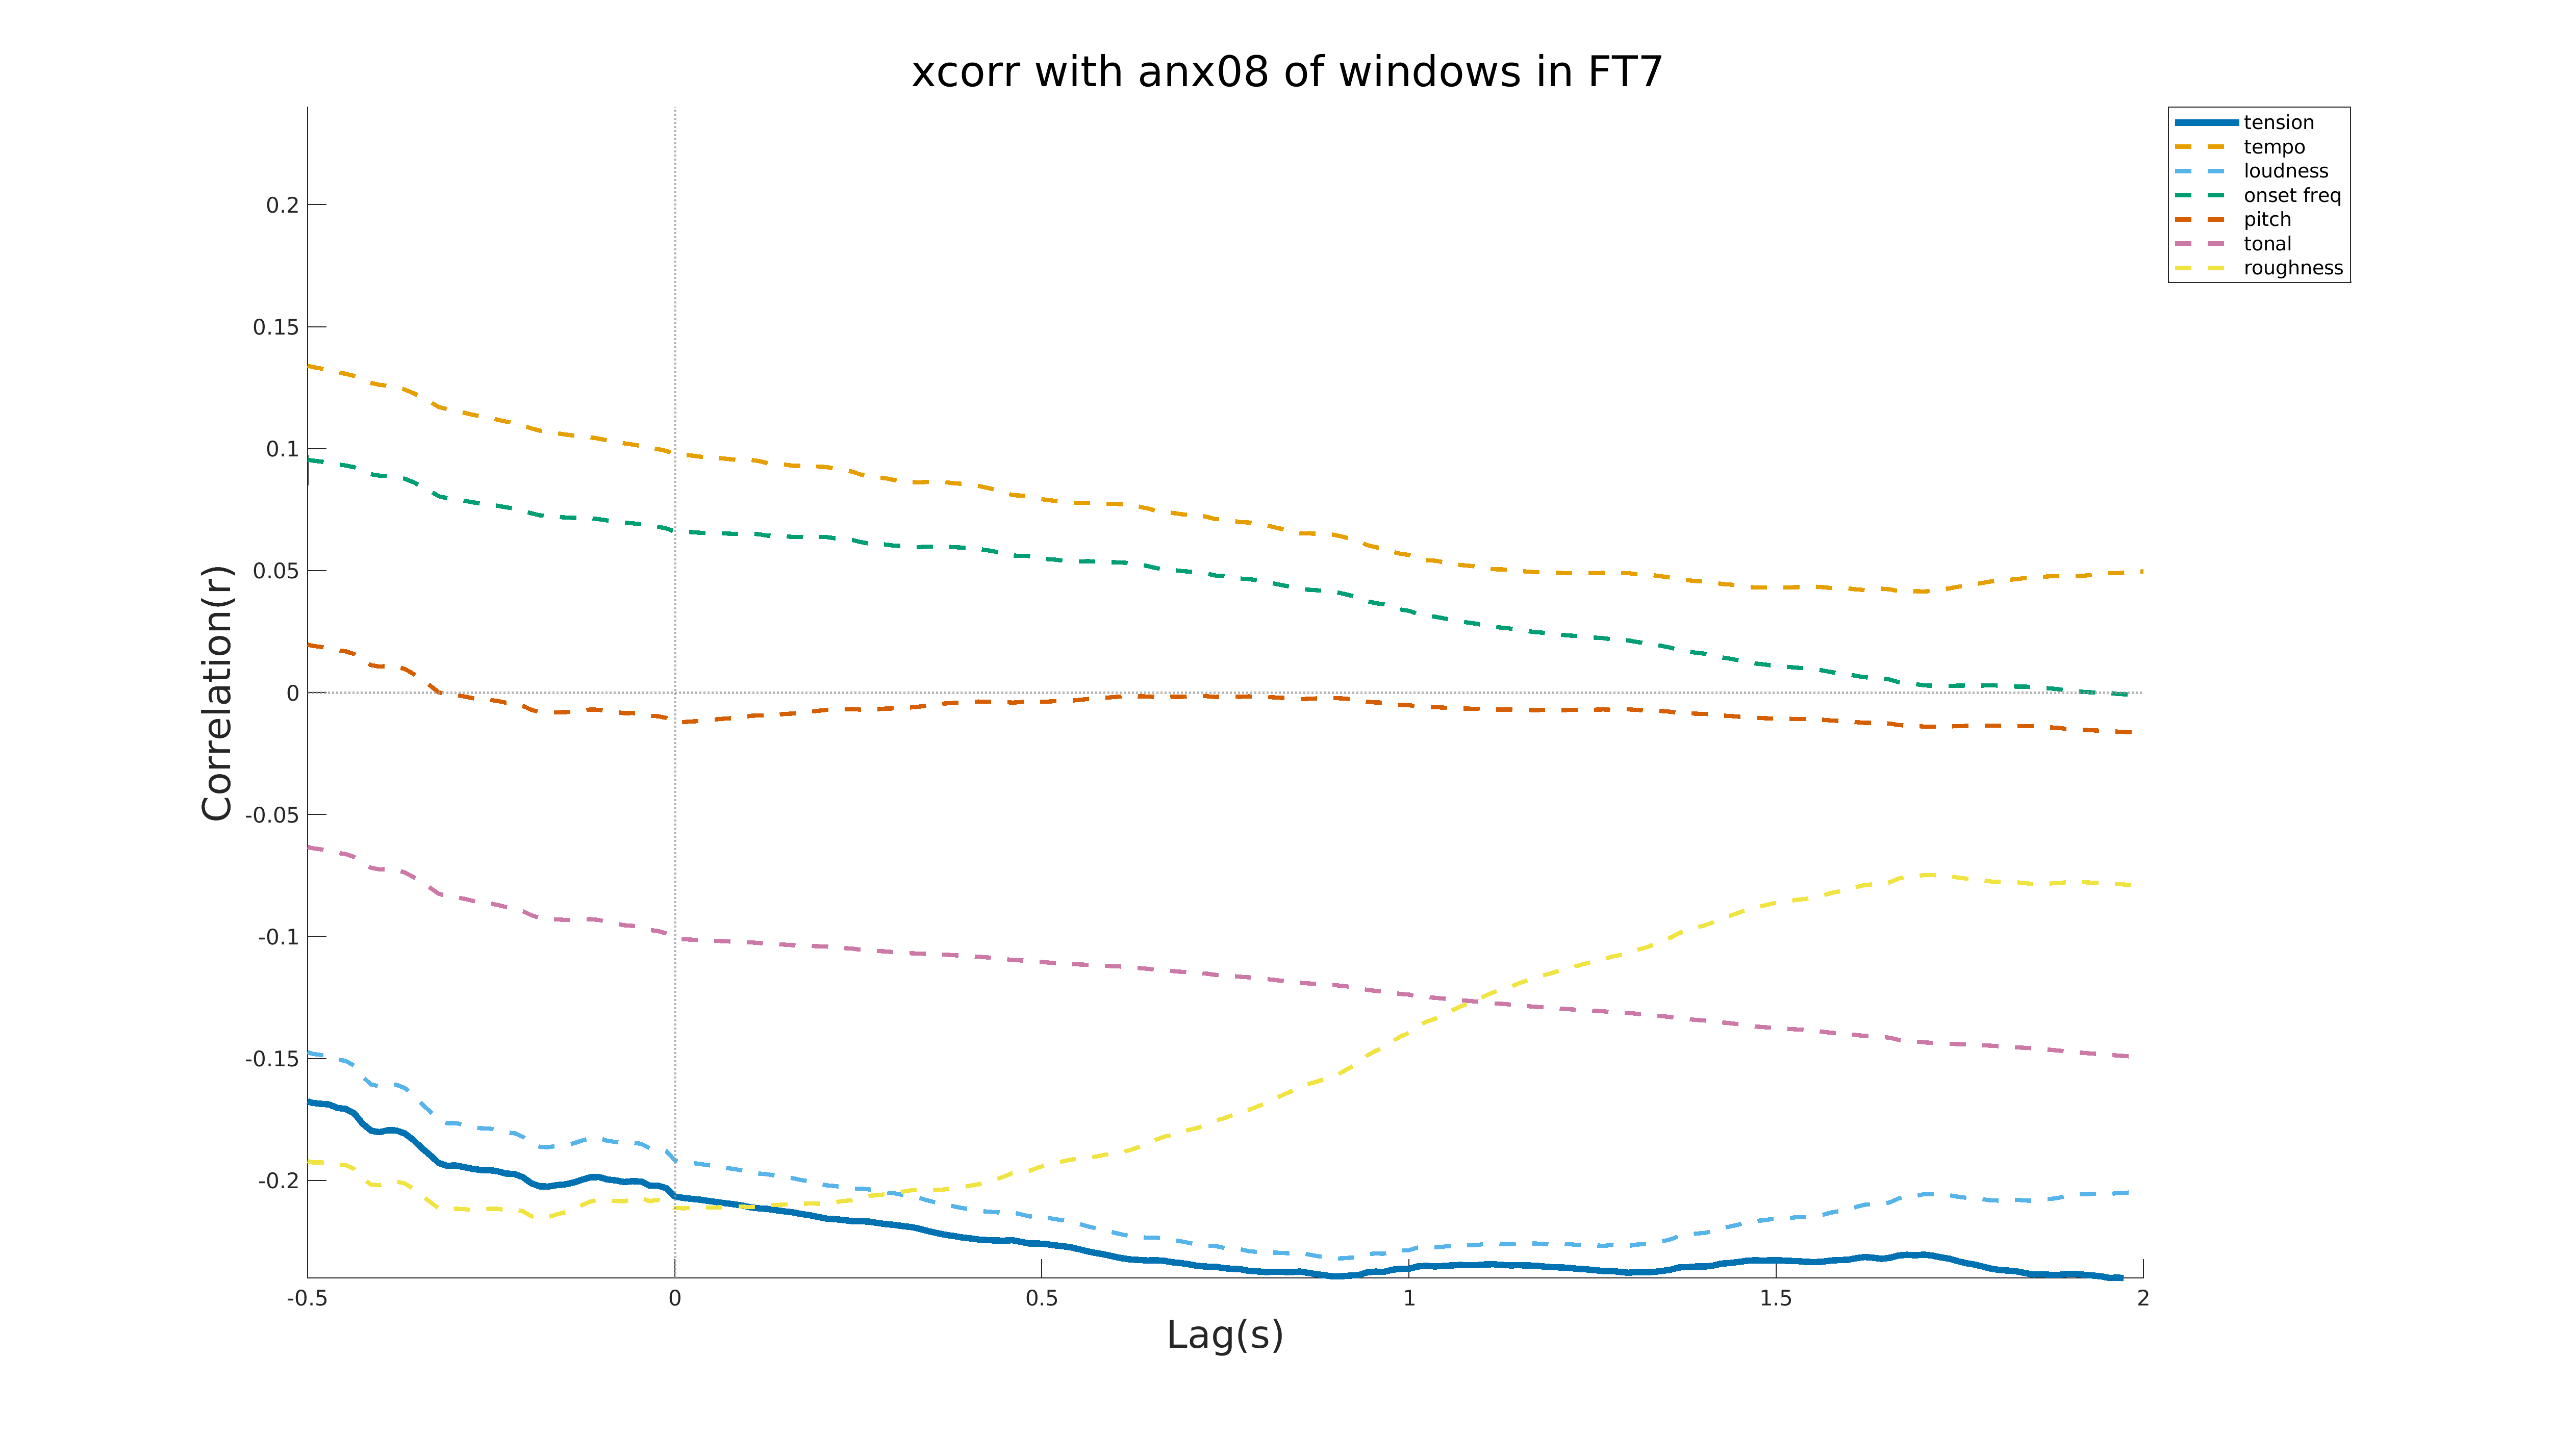 xcorr with anx08 of windows in FT7
tension
tempo
loudness
onset freq
pitch
tonal
roughness
0.2
0.15
0.1
0.05
0
-0.05
-0.1
-0.15
-0.2
Correlation(r)
-0.5 0 0.5 1 1.5 2
Lag(s)